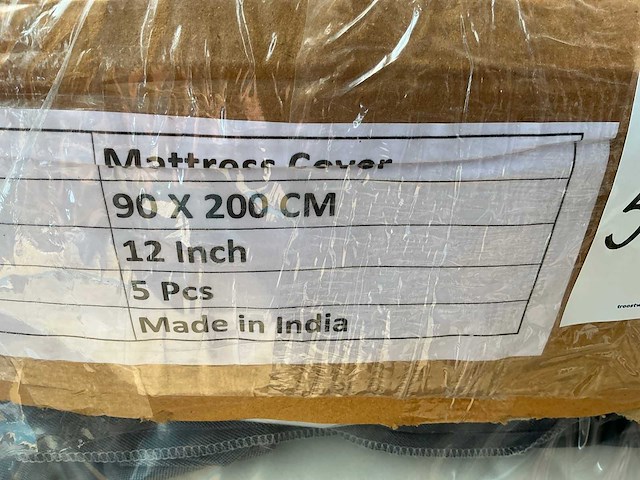 Mattress Cover
90 X 200 CM
12 Inch
5 Pcs
Made in India